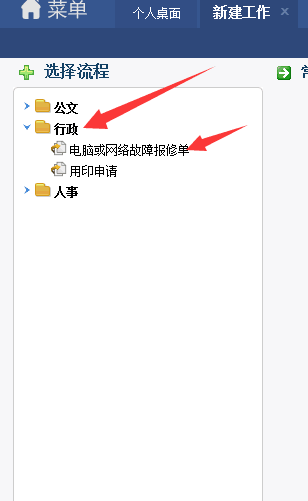 菜单
个人桌面
新建工作 ×
选择流程
公文
行政
电脑或网络故障报修单
用印申请
人事